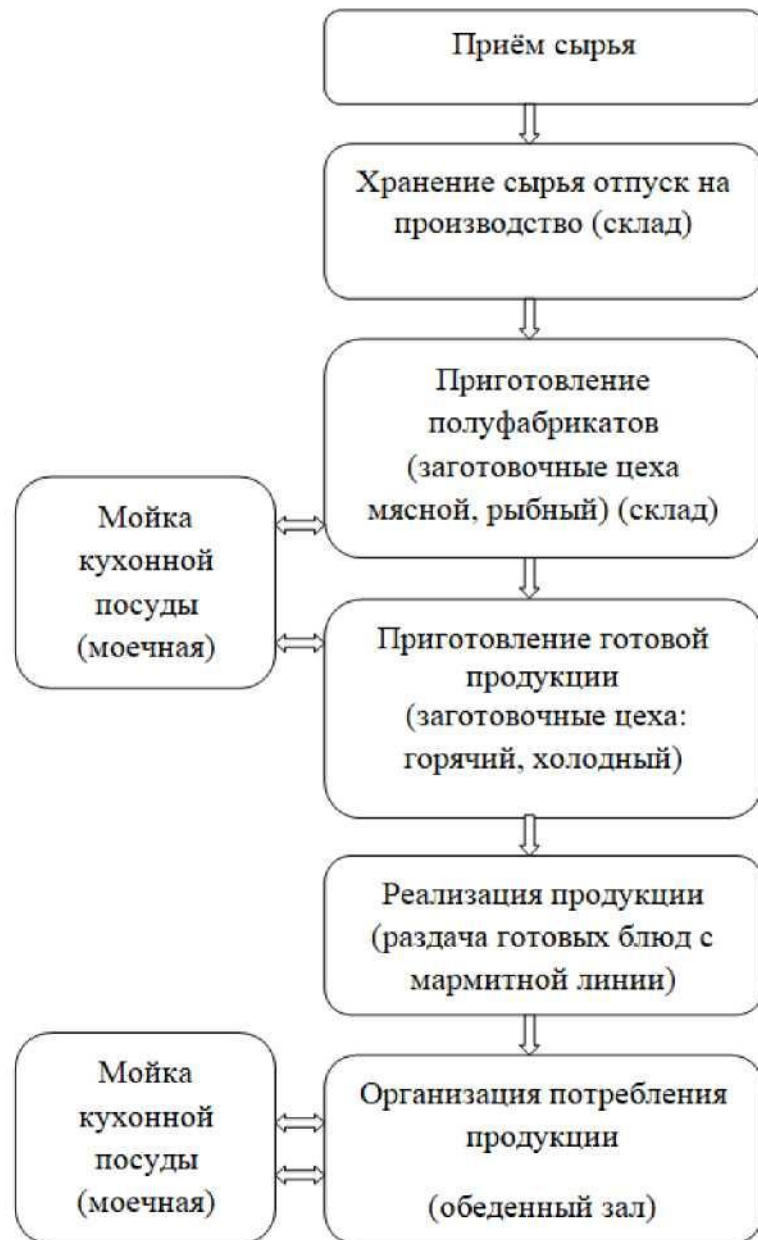 Приём сырья
Хранение сырья отпуск на
производство (склад)
Приготовление
полуфабрикатов
(заготовочные цеха
мясной, рыбный) (склад)
Мойка
кухонной
посуды
(моечная)
Приготовление готовой
продукции
(заготовочные цеха:
горячий, холодный)
Реализация продукции
(раздача готовых блюд с
мармитной линии)
Мойка
кухонной
посуды
(моечная)
Организация потребления
продукции
(обеденный зал)